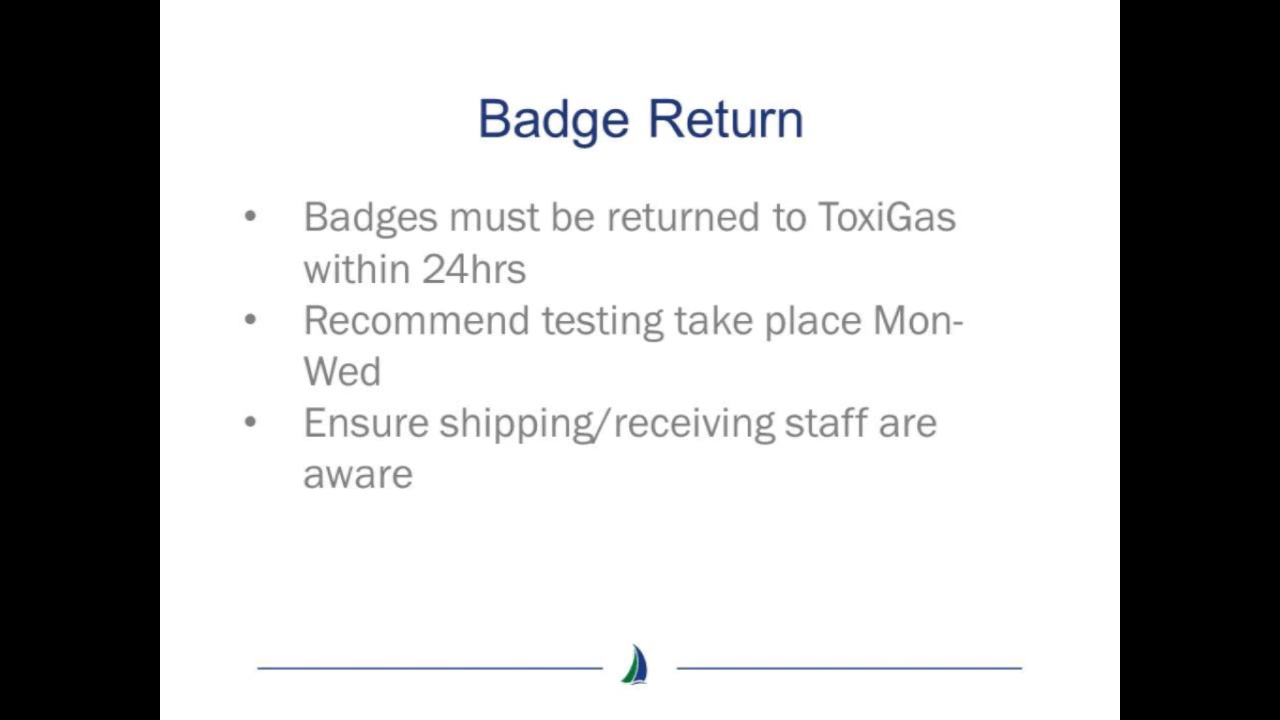 Badge Return
• Badges must be returned to ToxiGas
within 24hrs
• Recommend testing take place Mon-
Wed
• Ensure shipping/receiving staff are
aware